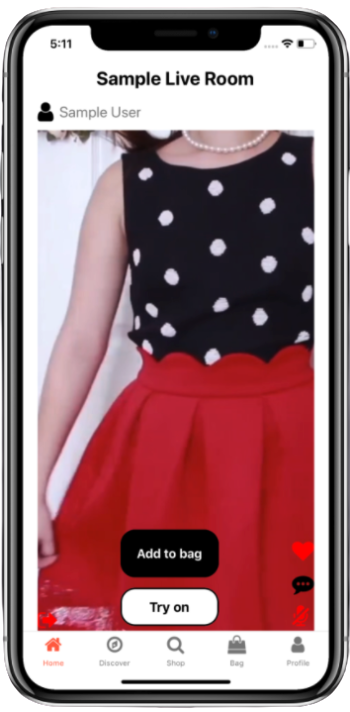 5:11
Sample Live Room
Sample User
Add to bag
Try on
Home
Discover
Shop
Bag
Profile